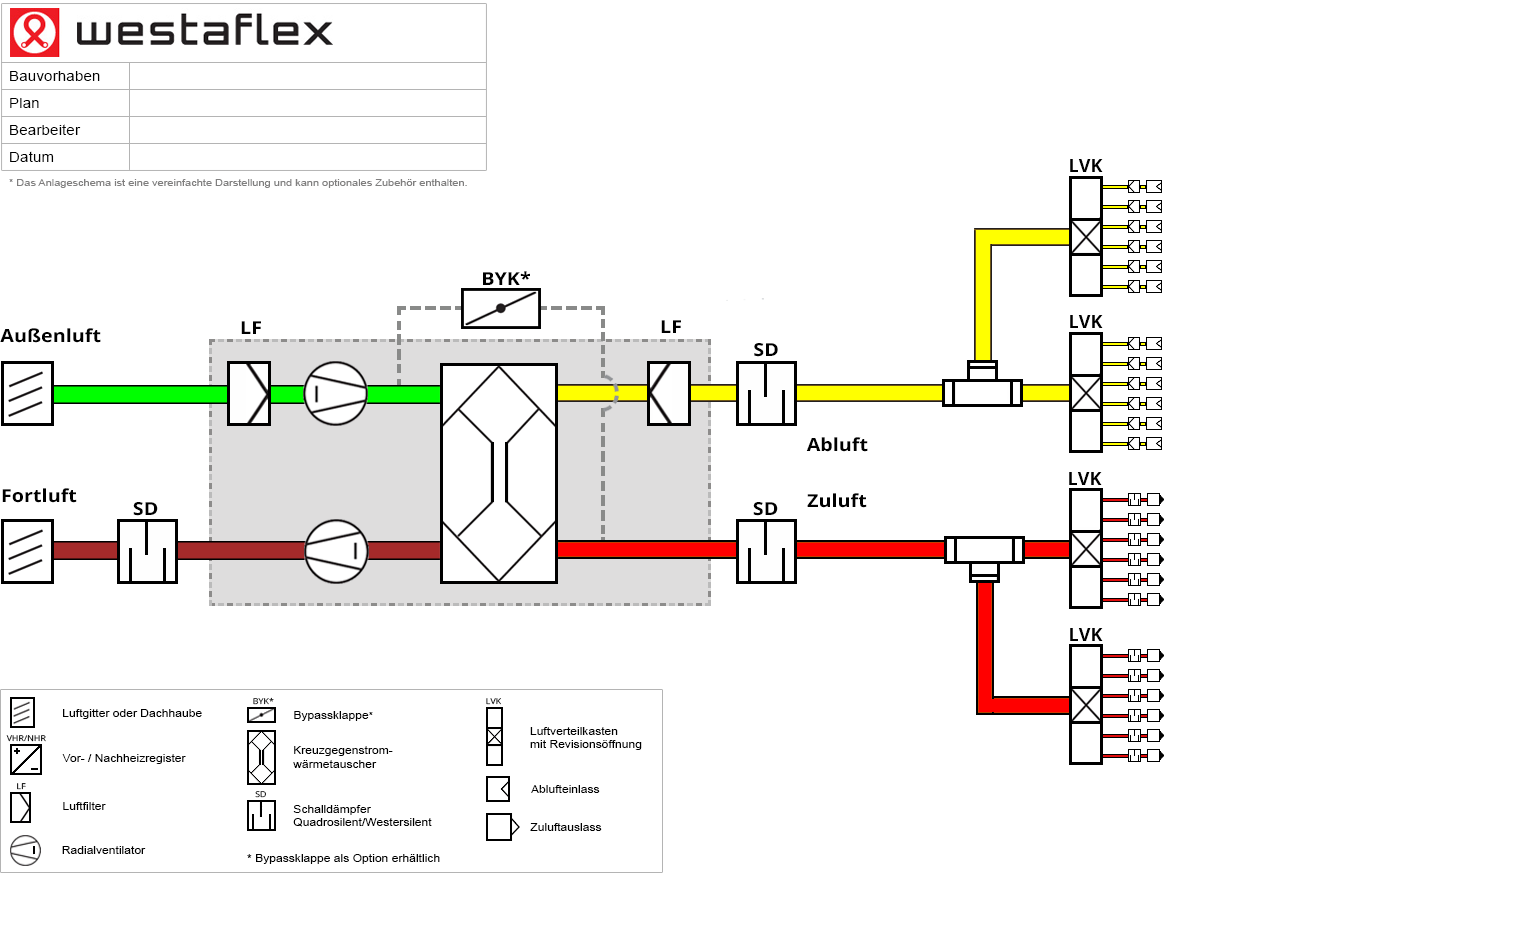 westaflex
Bauvorhaben
Plan
Bearbeiter
Datum
* Das Anlageschema ist eine vereinfachte Darstellung und kann optionales Zubehör enthalten.
LVK
BYK*
LF
LF
Außenluft
LVK
SD
Abluft
Fortluft
SD
SD
Zuluft
LVK
LVK
Luftgitter oder Dachhaube
VHR/NHR
Vor- / Nachheizregister
LF
Luftfilter
Radialventilator
BYK*
Bypassklappe*
Kreuzgegenstrom-
wärmetauscher
SD
Schalldämpfer
Quadrosilent/Westersilent
* Bypassklappe als Option erhältlich
LVK
Luftverteilkasten
mit Revisionsöffnung
Ablufteinlass
Zuluftauslass